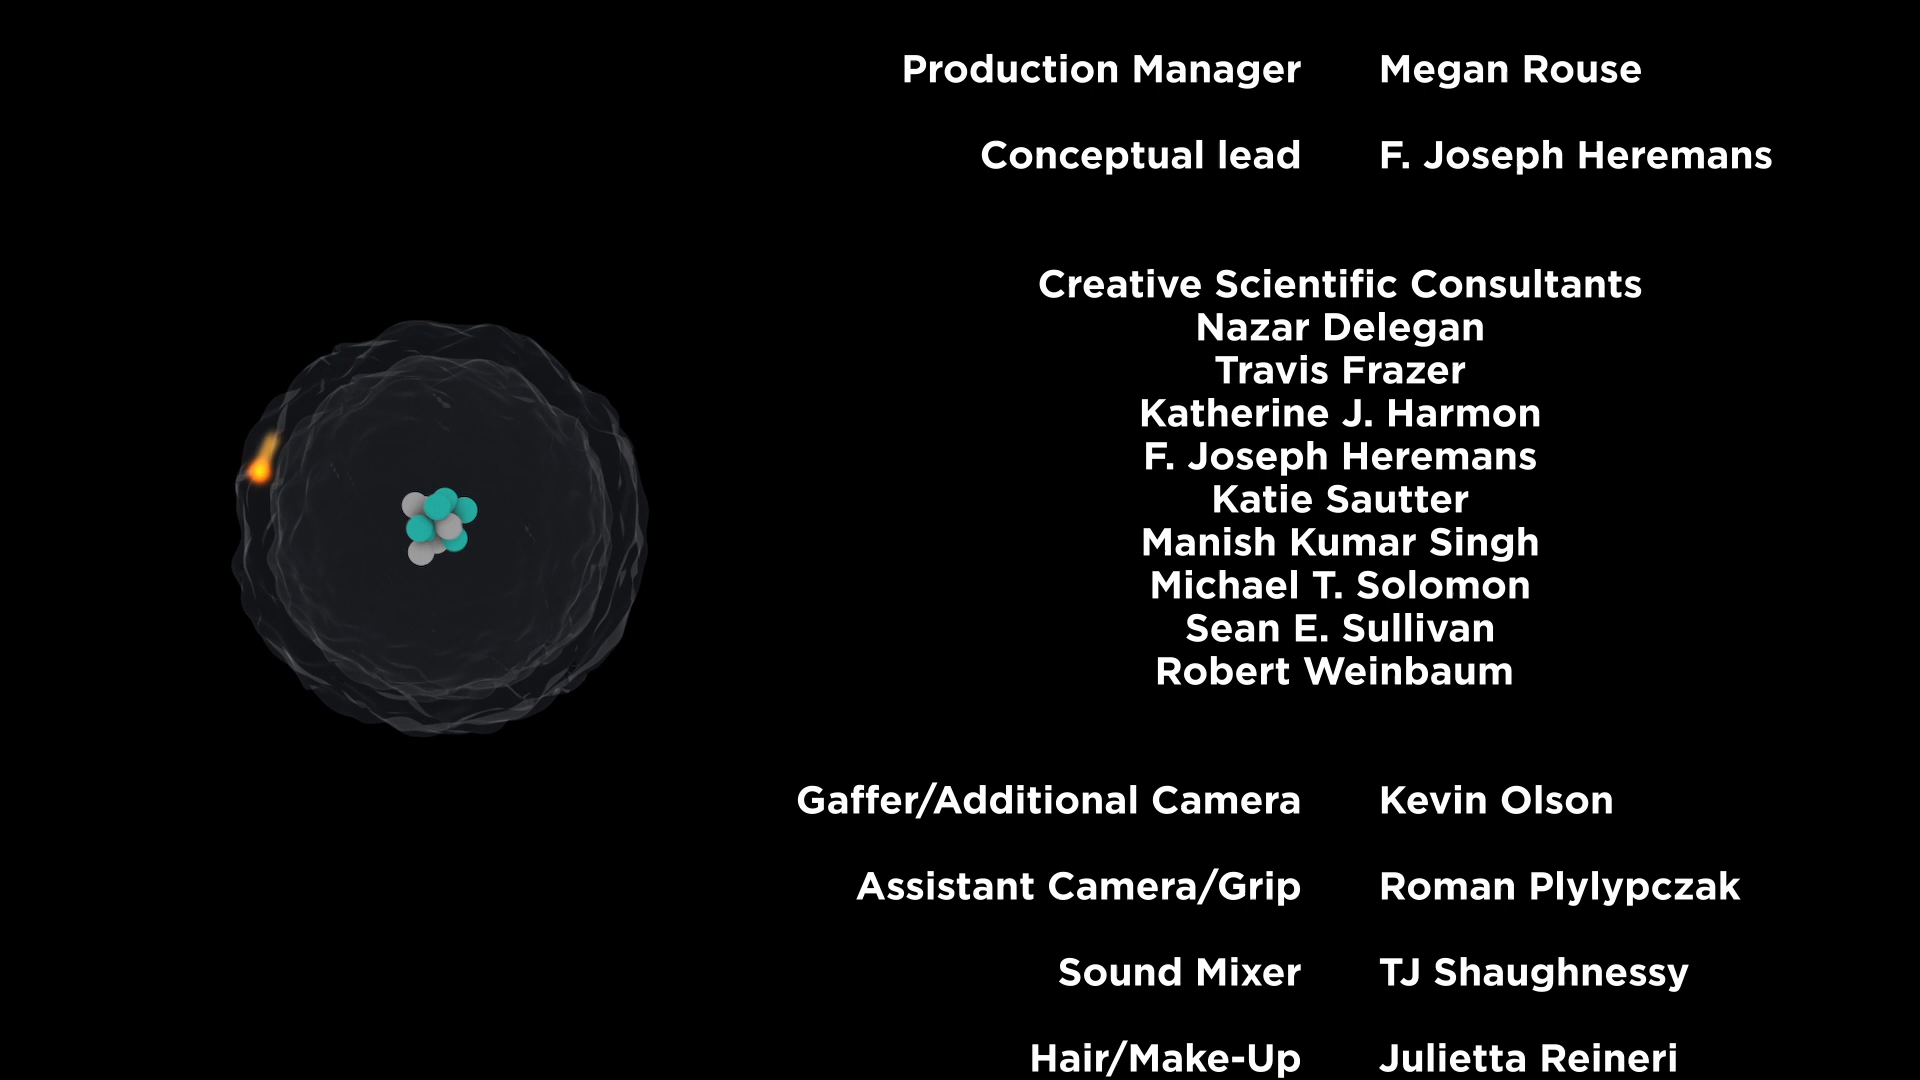 Production Manager Megan Rouse
Conceptual lead F. Joseph Heremans
Creative Scientific Consultants
Nazar Delegan
Travis Frazer
Katherine J. Harmon
F. Joseph Heremans
Katie Sautter
Manish Kumar Singh
Michael T. Solomon
Sean E. Sullivan
Robert Weinbaum
Gaffer/Additional Camera Kevin Olson
Assistant Camera/Grip Roman Plylypczak
Sound Mixer TJ Shaughnessy
Hair/Make-Up Julietta Reineri